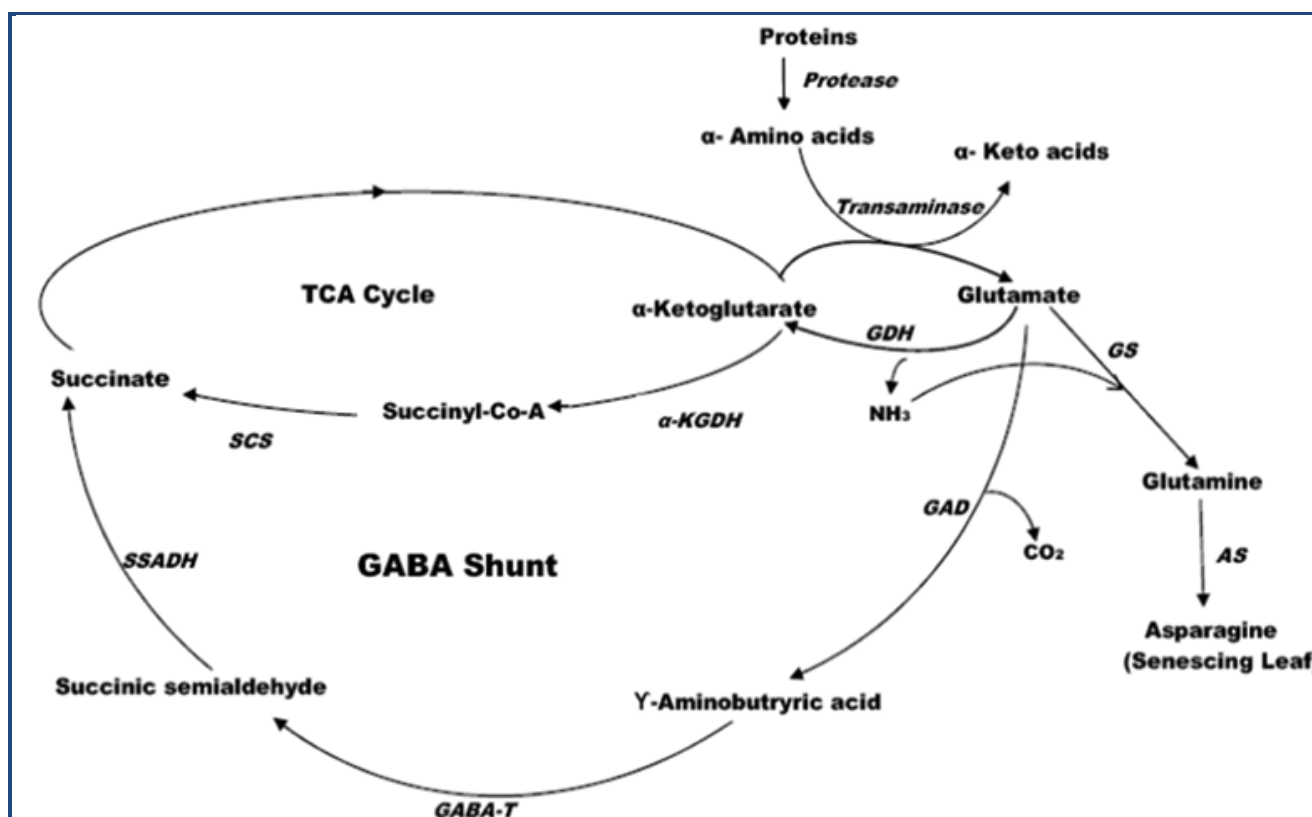 Proteins
Protease
α- Amino acids
α- Keto acids
Transaminase
TCA Cycle
α-Ketoglutarate
Glutamate
GDH
GS
Succinate
Succinyl-Co-A
α-KGDH
NH₃
SCS
Glutamine
GAD
SSADH
GABA Shunt
CO₂
AS
Asparagine
(Senescing Leaf
Succinic semialdehyde
ϒ-Aminobutryric acid
GABA-T